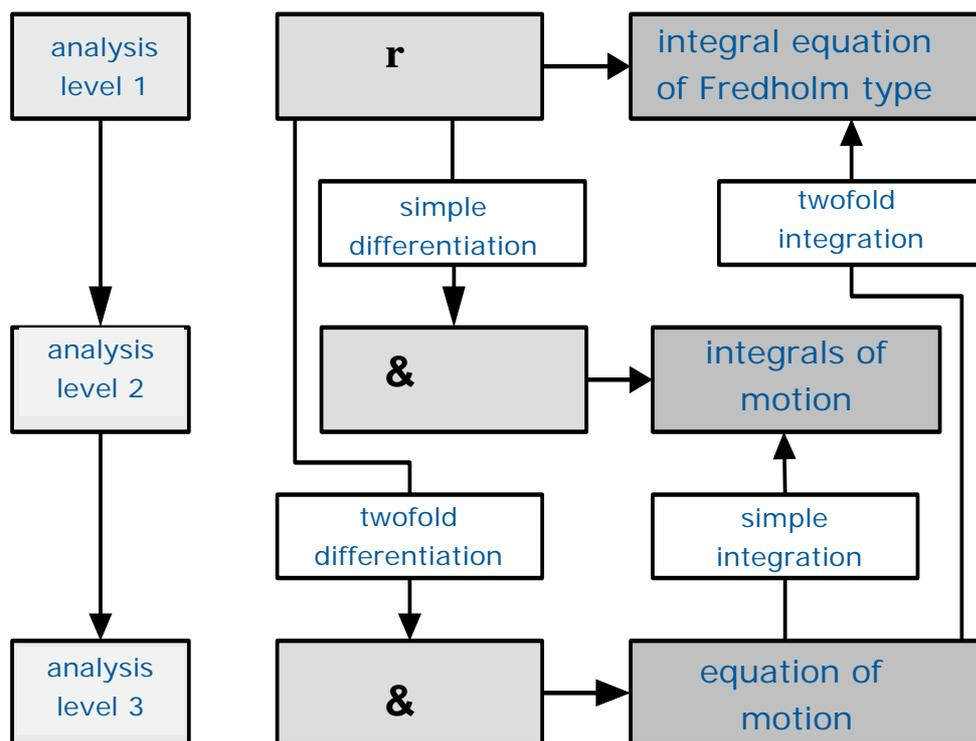 analysis
level 1
r
integral equation
of Fredholm type
simple
differentiation
twofold
integration
analysis
level 2
&
integrals of
motion
twofold
differentiation
simple
integration
analysis
level 3
&
equation of
motion